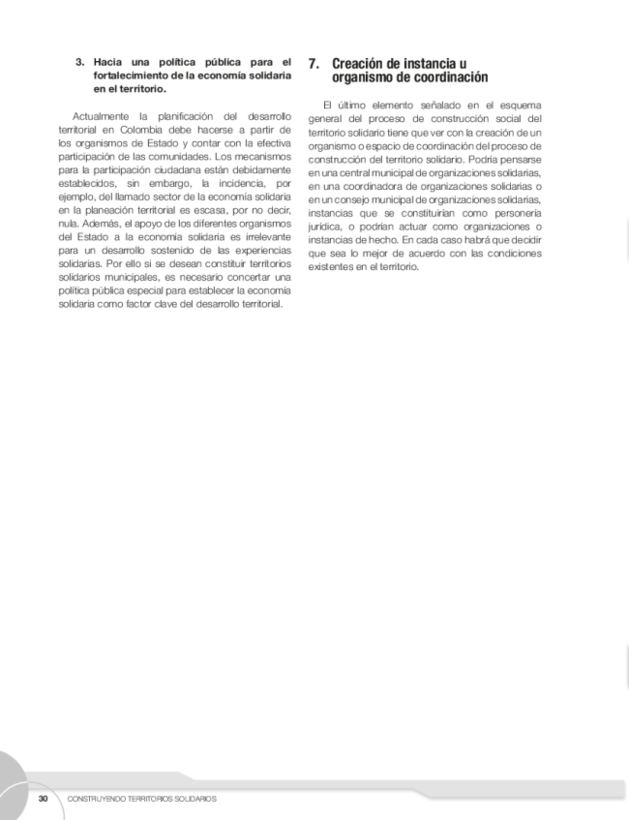 3. Hacia una política pública para el
fortalecimiento de la economía solidaria
en el territorio.
Actualmente la planificación del desarrollo
territorial en Colombia debe hacerse a partir de
los organismos de Estado y contar con la efectiva
participación de las comunidades. Los mecanismos
para la participación ciudadana están debidamente
establecidos, sin embargo, la incidencia, por
ejemplo, del llamado sector de la economía solidaria
en la planeación territorial es escasa, por no decir,
nula. Además, el apoyo de los diferentes organismos
del Estado a la economía solidaria es irrelevante
para un desarrollo sostenido de las experiencias
solidarias. Por ello si se desean constituir territorios
solidarios municipales, es necesario concertar una
política pública especial para establecer la economía
solidaria como factor clave del desarrollo territorial.
7. Creación de instancia u
organismo de coordinación
El último elemento señalado en el esquema
general del proceso de construcción social del
territorio solidario tiene que ver con la creación de un
organismo o espacio de coordinación del proceso de
construcción del territorio solidario. Podría pensarse
en una central municipal de organizaciones solidarias,
en una coordinadora de organizaciones solidarias o
en un consejo municipal de organizaciones solidarias,
instancias que se constituirían como personería
jurídica, o podrían actuar como organizaciones o
instancias de hecho. En cada caso habrá que decidir
que sea lo mejor de acuerdo con las condiciones
existentes en el territorio.
30 CONSTRUYENDO TERRITORIOS SOLIDARIOS